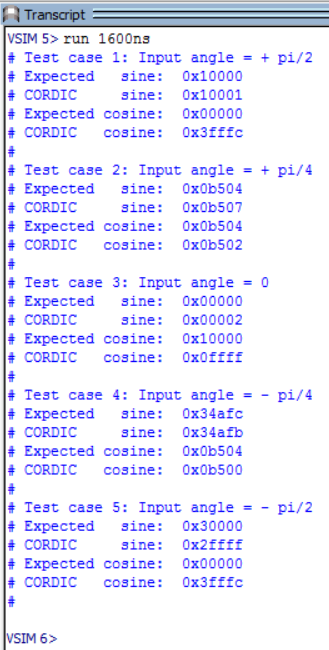 Transcript
VSIM 5> run 1600ns
# Test case 1: Input angle = + pi/2
# Expected   sine:  0x10000
# CORDIC     sine:  0x10001
# Expected cosine:  0x00000
# CORDIC   cosine:  0x3fffc
#
# Test case 2: Input angle = + pi/4
# Expected   sine:  0x0b504
# CORDIC     sine:  0x0b507
# Expected cosine:  0x0b504
# CORDIC   cosine:  0x0b502
#
# Test case 3: Input angle = 0
# Expected   sine:  0x00000
# CORDIC     sine:  0x00002
# Expected cosine:  0x10000
# CORDIC   cosine:  0x0ffff
#
# Test case 4: Input angle = - pi/4
# Expected   sine:  0x34afc
# CORDIC     sine:  0x34afb
# Expected cosine:  0x0b504
# CORDIC   cosine:  0x0b500
#
# Test case 5: Input angle = - pi/2
# Expected   sine:  0x30000
# CORDIC     sine:  0x2ffff
# Expected cosine:  0x00000
# CORDIC   cosine:  0x3fffc
#
VSIM 6>